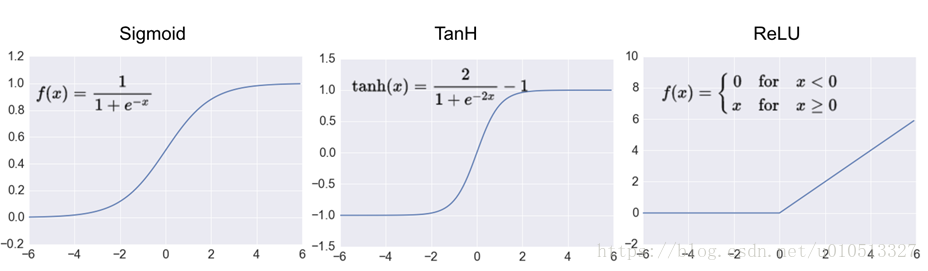 Sigmoid
1.2
1.0
0.8
0.6
0.4
0.2
0.0
−0.2
−6 −4 −2 0 2 4 6
f(x) = 1 / (1 + e^{-x})
TanH
1.5
1.0
0.5
0.0
−0.5
−1.0
−1.5
−6 −4 −2 0 2 4 6
tanh(x) = 2 / (1 + e^{-2x}) − 1
ReLU
10
8
6
4
2
0
−2
−6 −4 −2 0 2 4 6
f(x) = { 0 for x < 0
x for x ≥ 0
https://blog.csdn.net/u010513327